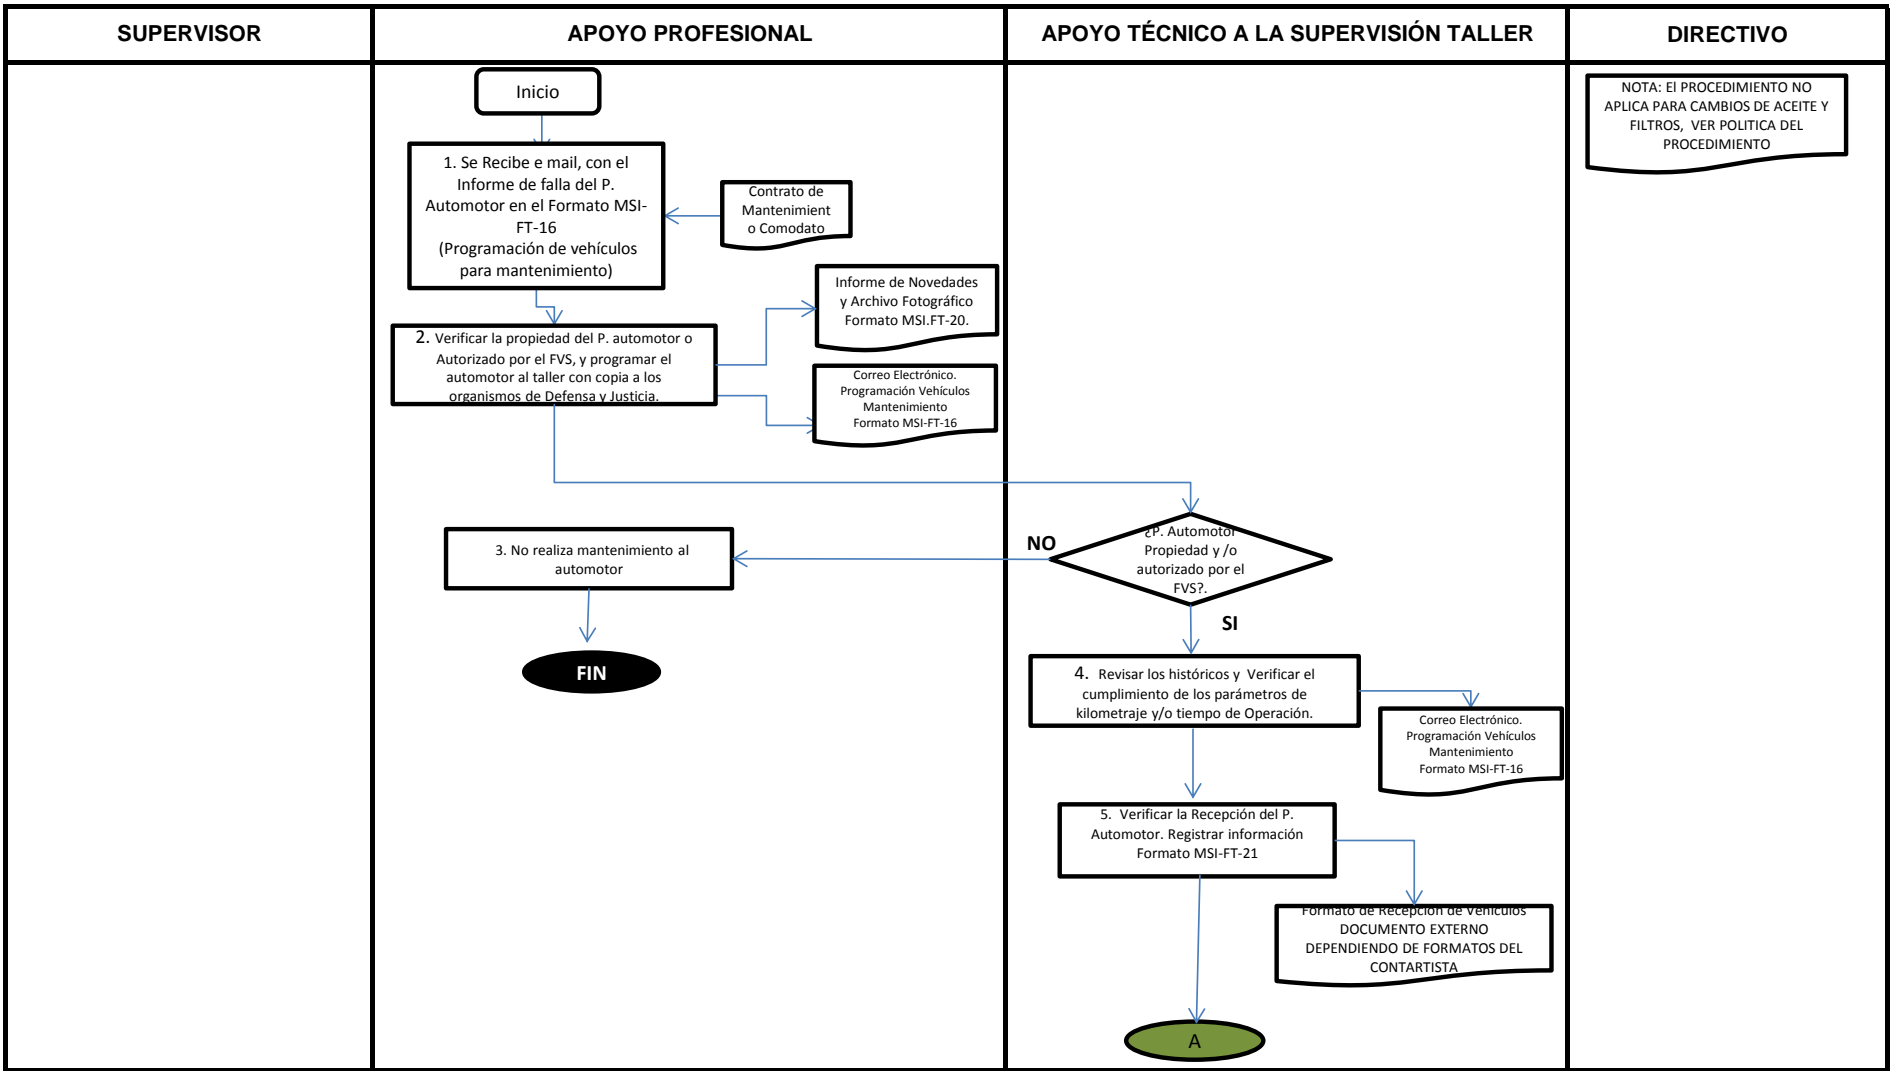 SUPERVISOR
APOYO PROFESIONAL
APOYO TÉCNICO A LA SUPERVISIÓN TALLER
DIRECTIVO
Inicio
NOTA: El PROCEDIMIENTO NO
APLICA PARA CAMBIOS DE ACEITE Y
FILTROS, VER POLITICA DEL
PROCEDIMIENTO
1. Se Recibe e mail, con el
Informe de falla del P.
Automotor en el Formato MSI-
FT-16
(Programación de vehículos
para mantenimiento)
Contrato de
Mantenimient
o Comodato
Informe de Novedades
y Archivo Fotográfico
Formato MSI.FT-20.
2. Verificar la propiedad del P. automotor o
Autorizado por el FVS, y programar el
automotor al taller con copia a los
organismos de Defensa y Justicia.
Correo Electrónico.
Programación Vehículos
Mantenimiento
Formato MSI-FT-16
¿P. Automotor
Propiedad y /o
autorizado por el
FVS?.
NO
3. No realiza mantenimiento al
automotor
SI
FIN
4. Revisar los históricos y Verificar el
cumplimiento de los parámetros de
kilometraje y/o tiempo de Operación.
Correo Electrónico.
Programación Vehículos
Mantenimiento
Formato MSI-FT-16
5. Verificar la Recepción del P.
Automotor. Registrar información
Formato MSI-FT-21
Formato de Recepción de Vehículos
DOCUMENTO EXTERNO
DEPENDIENDO DE FORMATOS DEL
CONTARTISTA
A